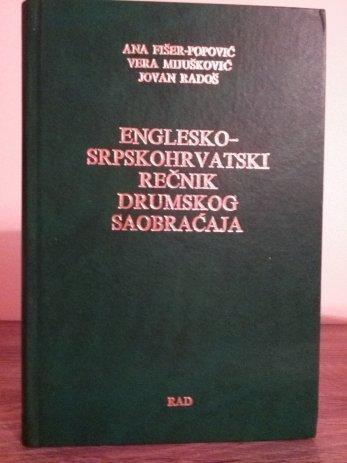 ANA FIŠER-POPOVIĆ
VERA MIJUŠKOVIĆ
JOVAN RADOŠ
ENGLESKO-
SRPSKOHRVATSKI
REČNIK
DRUMSKOG
SAOBRAĆAJA
RAD